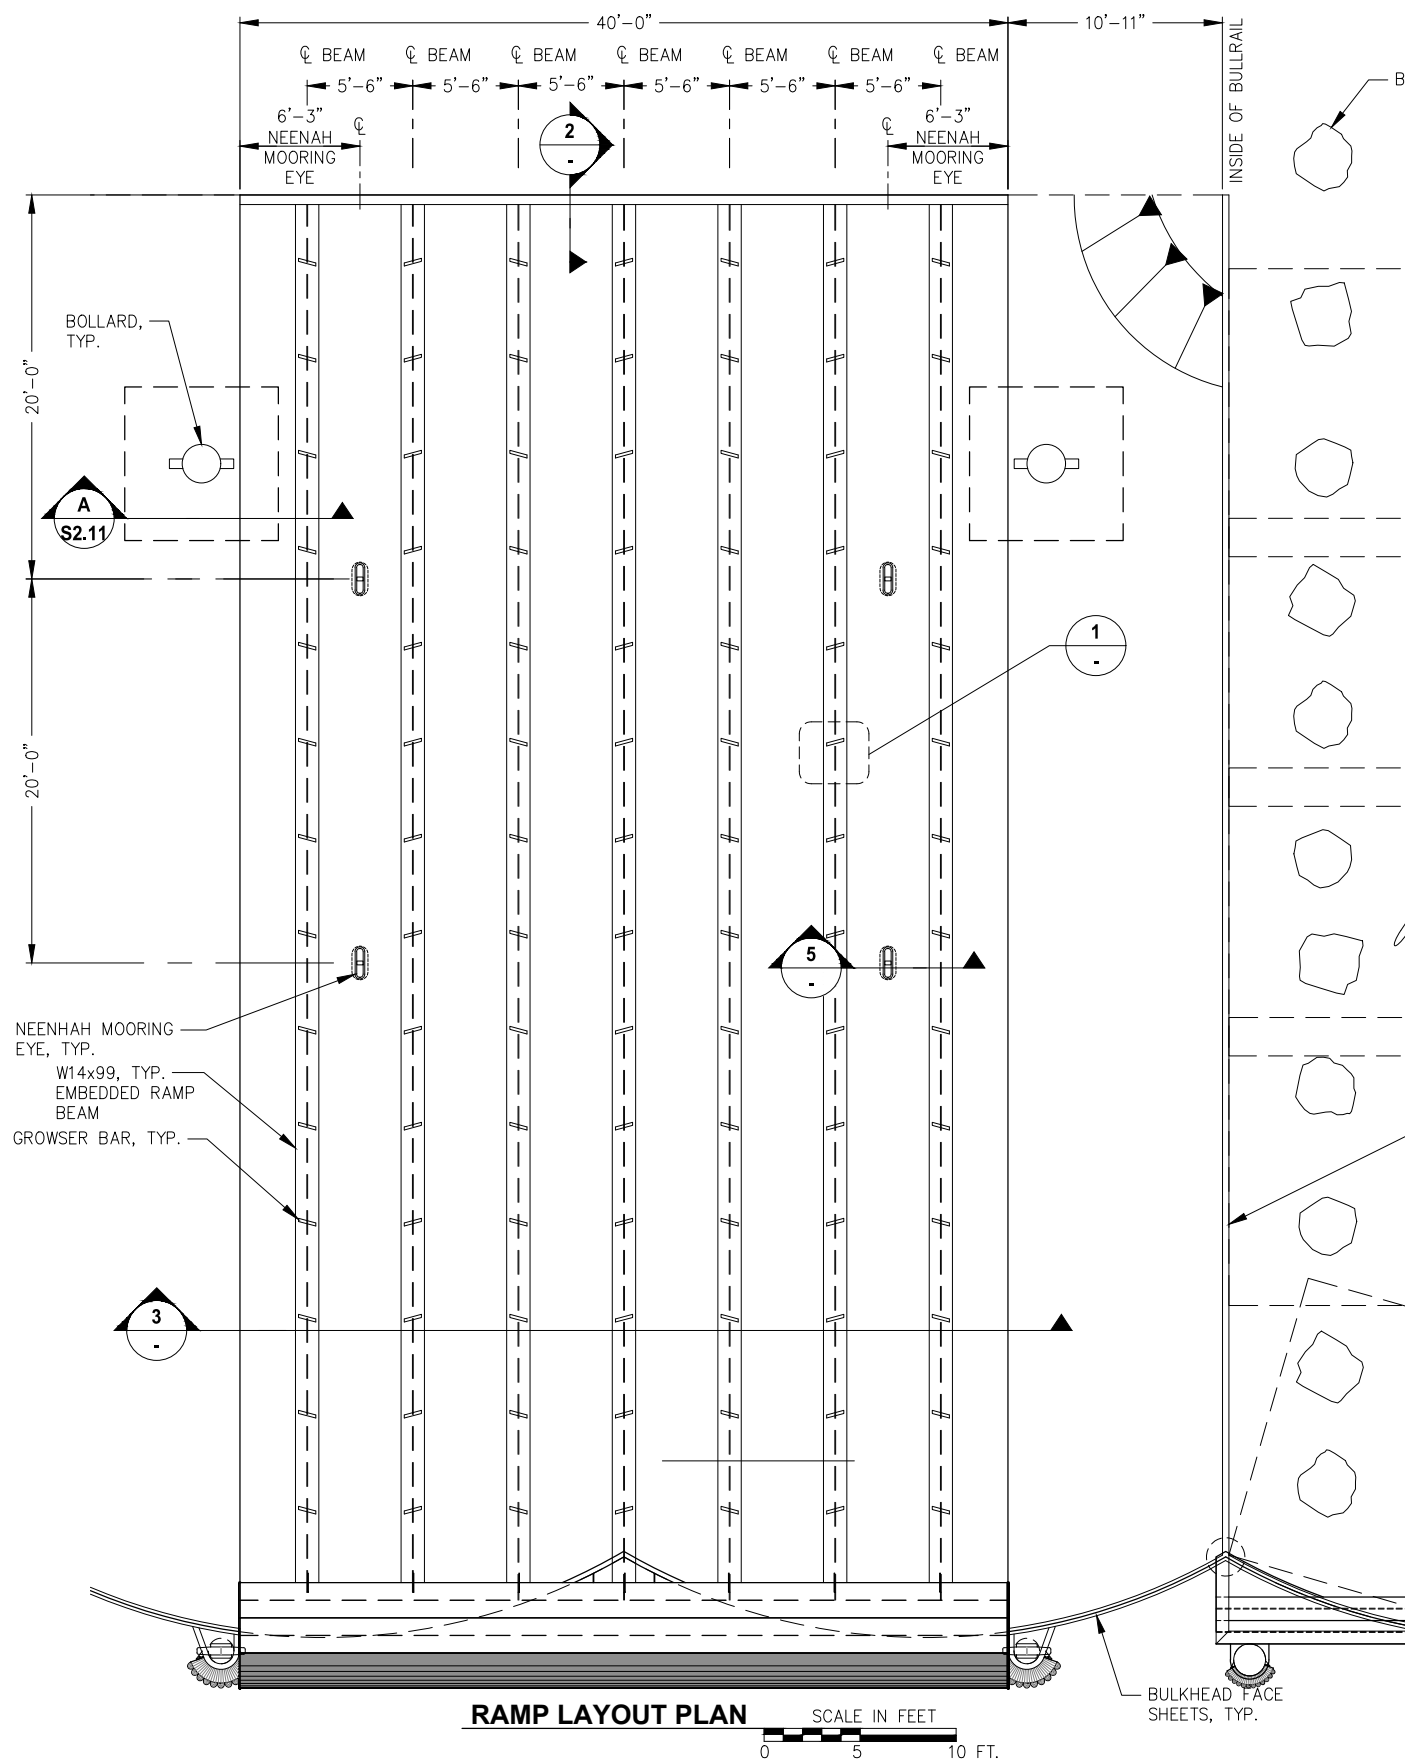 40'-0"
10'-11"
INSIDE OF BULLRAIL
B
℄ BEAM
℄ BEAM
℄ BEAM
℄ BEAM
℄ BEAM
℄ BEAM
℄ BEAM
5'-6"
5'-6"
5'-6"
5'-6"
5'-6"
5'-6"
6'-3"
NEENAH
MOORING
EYE
℄
2
-
℄
6'-3"
NEENAH
MOORING
EYE
20'-0"
BOLLARD,
TYP.
A
S2.11
1
-
20'-0"
5
-
NEENHAH MOORING
EYE, TYP.
W14x99, TYP.
EMBEDDED RAMP
BEAM
GROWSER BAR, TYP.
3
-
BULKHEAD FACE
SHEETS, TYP.
RAMP LAYOUT PLAN
SCALE IN FEET
0 5 10 FT.